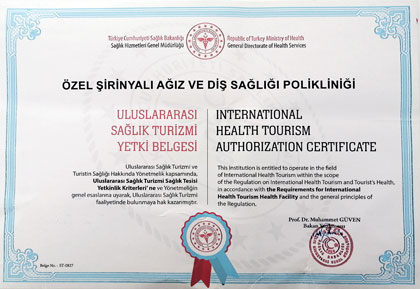 Türkiye Cumhuriyeti Sağlık Bakanlığı
Sağlık Hizmetleri Genel Müdürlüğü
Republic of Turkey Ministry of Health
General Directorate of Health Services
ÖZEL ŞİRİNYALI AĞIZ VE DİŞ SAĞLIĞI POLİKLİNİĞİ
ULUSLARARASI
SAĞLIK TURİZMİ
YETKİ BELGESİ
INTERNATIONAL
HEALTH TOURISM
AUTHORIZATION CERTIFICATE
Uluslararası Sağlık Turizmi ve
Turistin Sağlığı Hakkında Yönetmelik kapsamında,
Uluslararası Sağlık Turizmi Sağlık Tesisi
Yetkinlik Kriterleri' ne ve Yönetmeliğin
genel esaslarına uyarak, Uluslararası Sağlık Turizmi
faaliyetinde bulunmaya hak kazanmıştır.
This institution is entitled to operate in the field
of International Health Tourism within the scope
of the Regulation on International Health Tourism and Tourist's Health,
in accordance with the Requirements for International
Health Tourism Health Facility and the general principles
of the Regulation.
Prof. Dr. Muhammet GÜVEN
Bakan
Belge No.: ST-0827